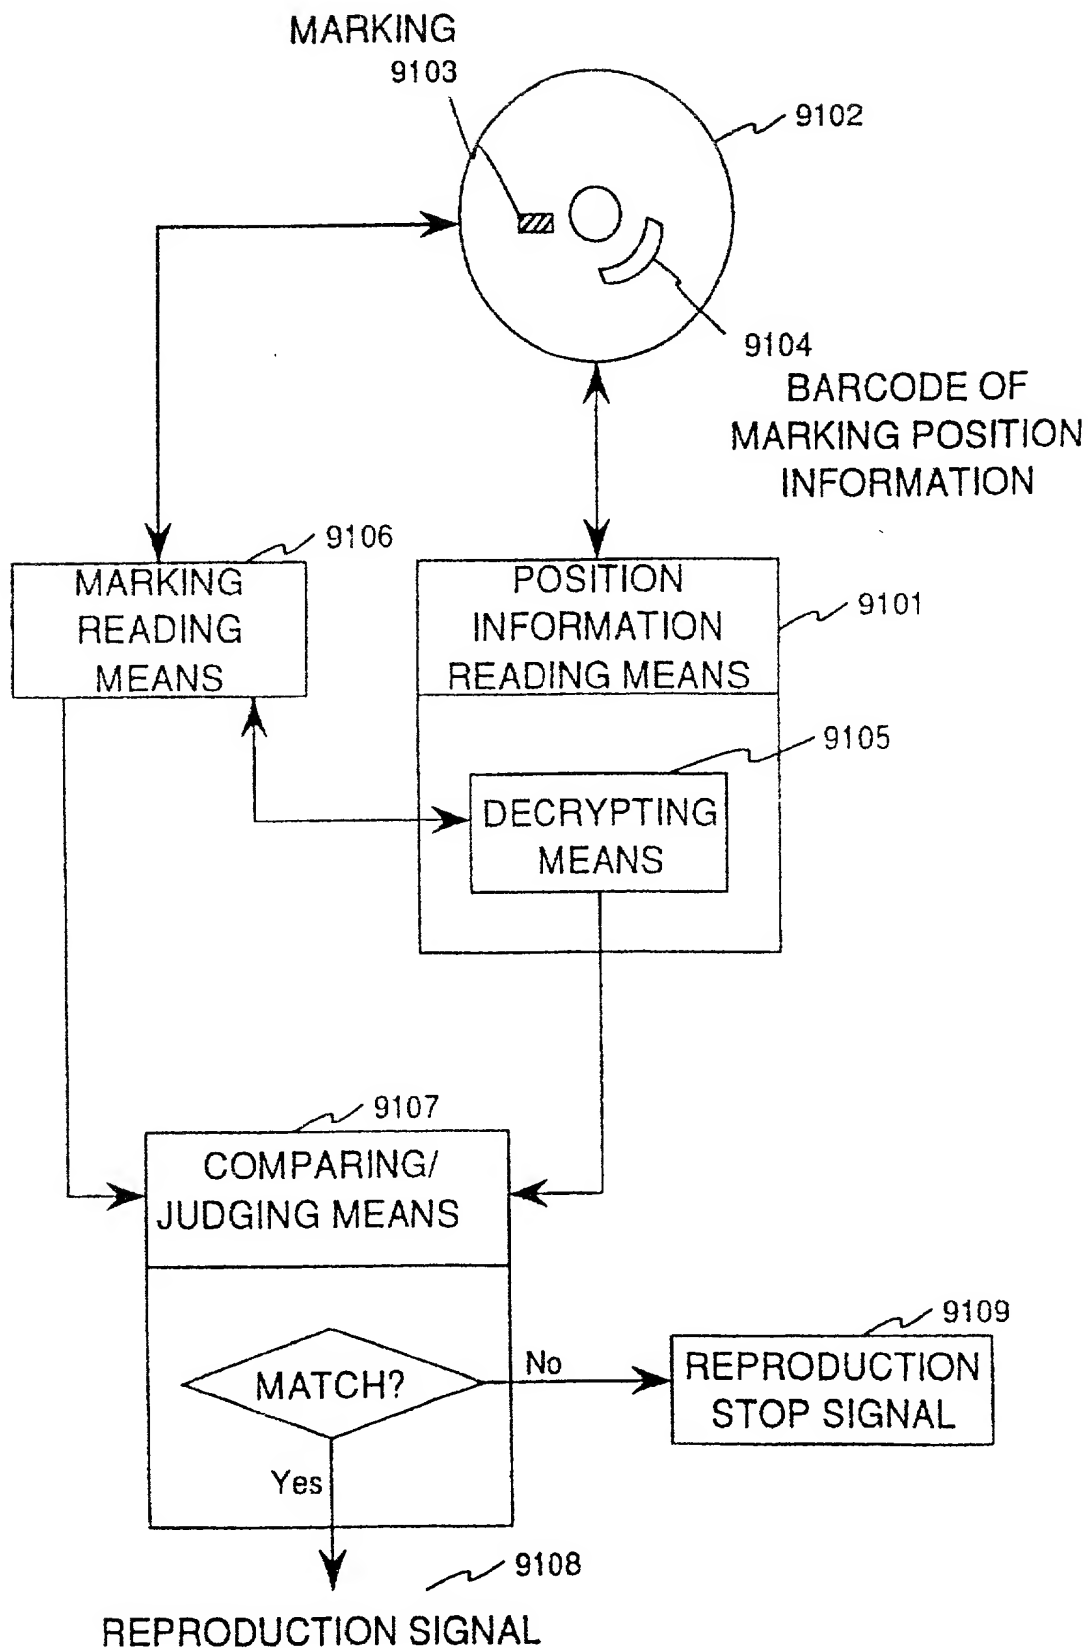 MARKING
9103
9102
9104
BARCODE OF
MARKING POSITION
INFORMATION
9106
MARKING
READING
MEANS
POSITION
INFORMATION
READING MEANS
9101
9105
DECRYPTING
MEANS
9107
COMPARING/
JUDGING MEANS
9109
MATCH?
No
REPRODUCTION
STOP SIGNAL
Yes
9108
REPRODUCTION SIGNAL